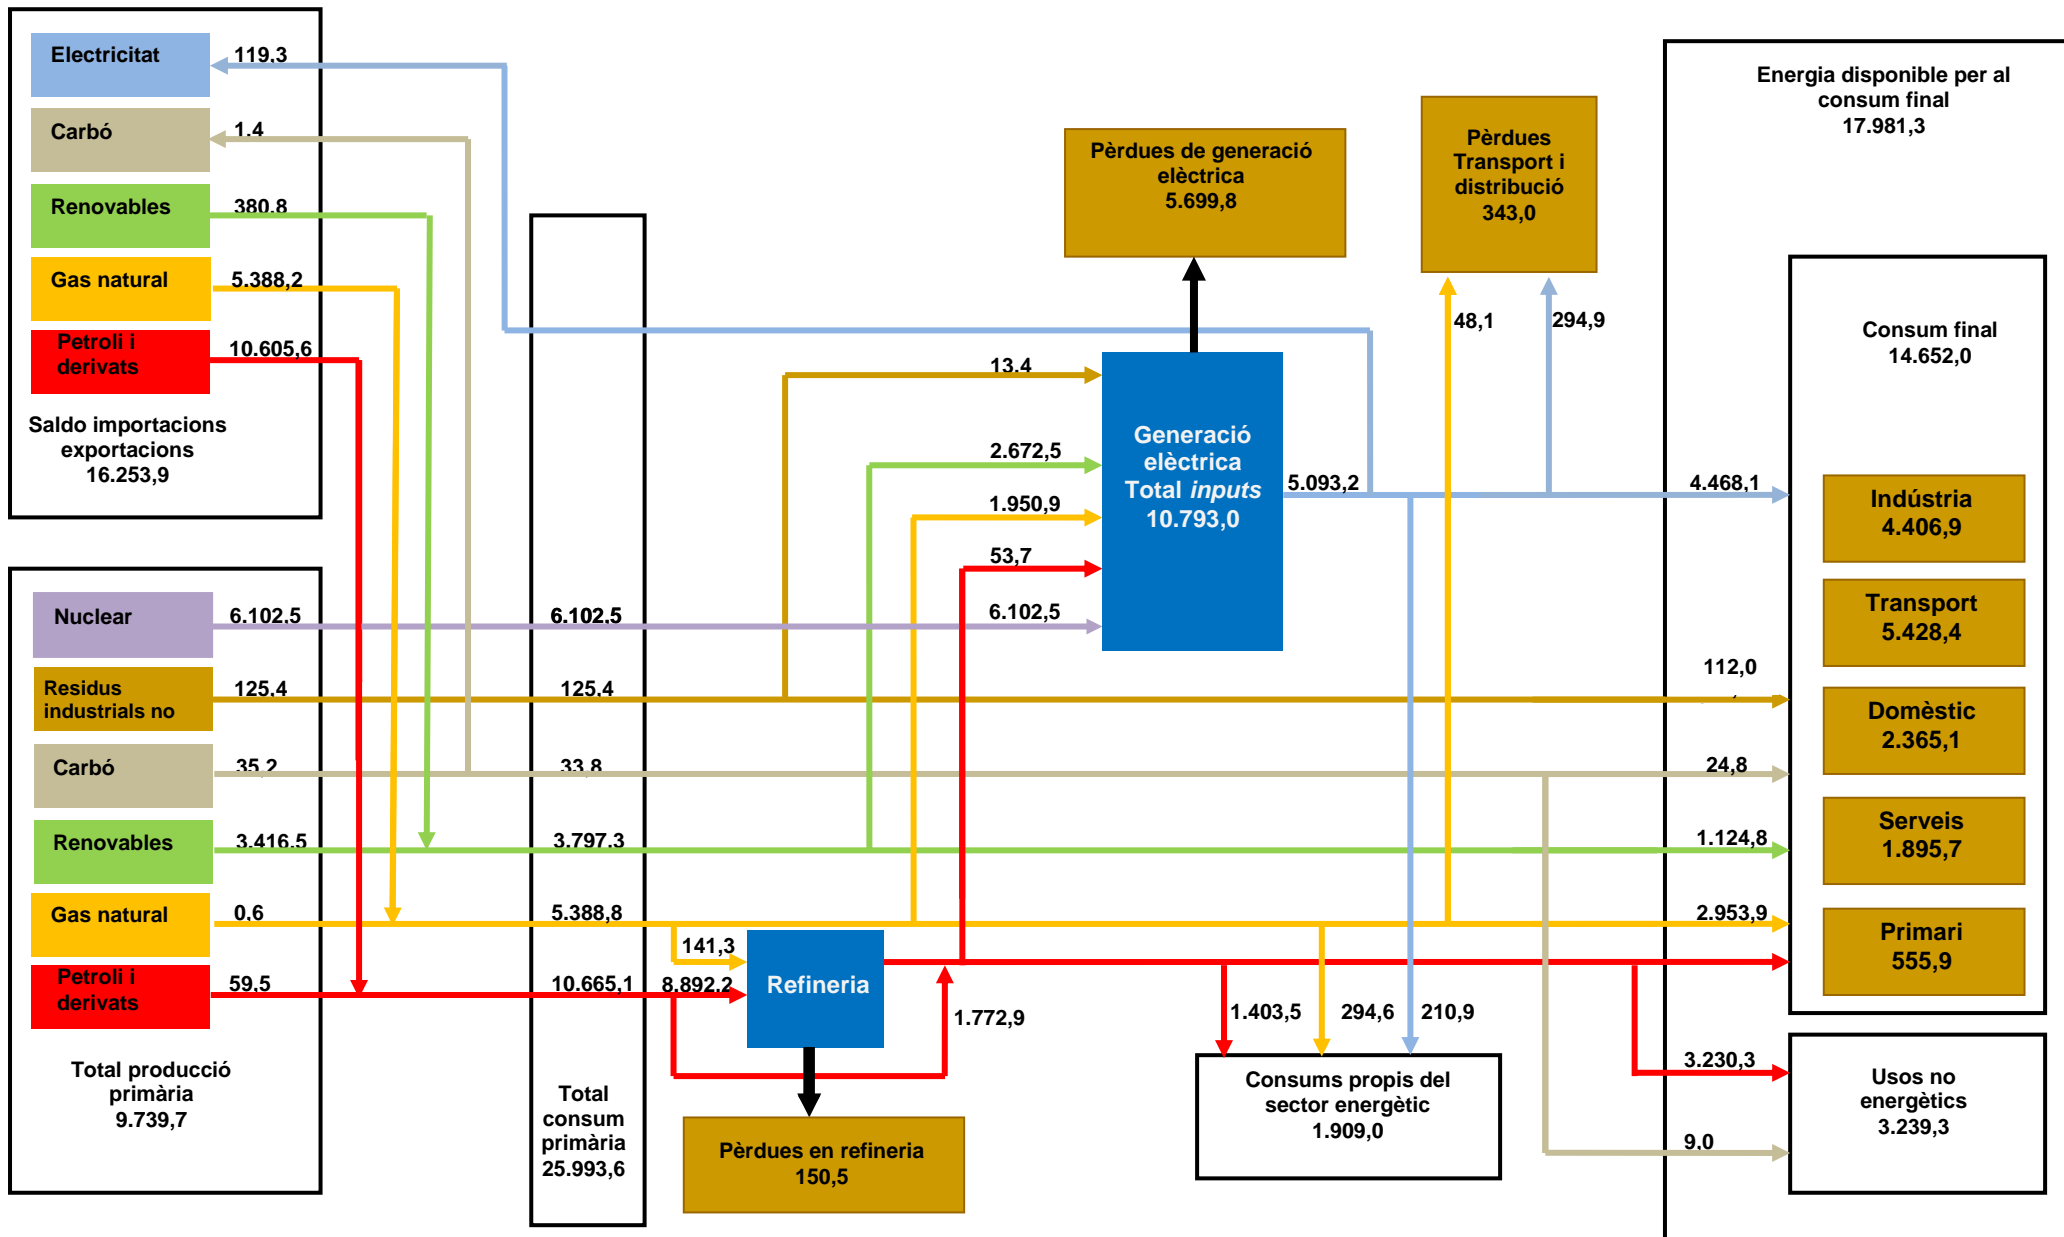 Electricitat
119,3
Carbó
1,4
Renovables
380,8
Gas natural
5.388,2
Petroli i
derivats
10.605,6
Saldo importacions
exportacions
16.253,9
Nuclear
6.102,5
Residus
industrials no
125,4
Carbó
35,2
Renovables
3.416,5
Gas natural
0,6
Petroli i
derivats
59,5
Total producció
primària
9.739,7
6.102,5
125,4
33,8
3.797,3
5.388,8
10.665,1
Total
consum
primària
25.993,6
141,3
8.892,2
Refineria
1.772,9
Pèrdues en refineria
150,5
Pèrdues de generació
elèctrica
5.699,8
13,4
2.672,5
1.950,9
53,7
6.102,5
Generació
elèctrica
Total inputs
10.793,0
5.093,2
Pèrdues
Transport i
distribució
343,0
48,1
294,9
1.403,5
294,6
210,9
Consums propis del
sector energètic
1.909,0
Energia disponible per al
consum final
17.981,3
4.468,1
112,0
24,8
1.124,8
2.953,9
3.230,3
9,0
Consum final
14.652,0
Indústria
4.406,9
Transport
5.428,4
Domèstic
2.365,1
Serveis
1.895,7
Primari
555,9
Usos no
energètics
3.239,3